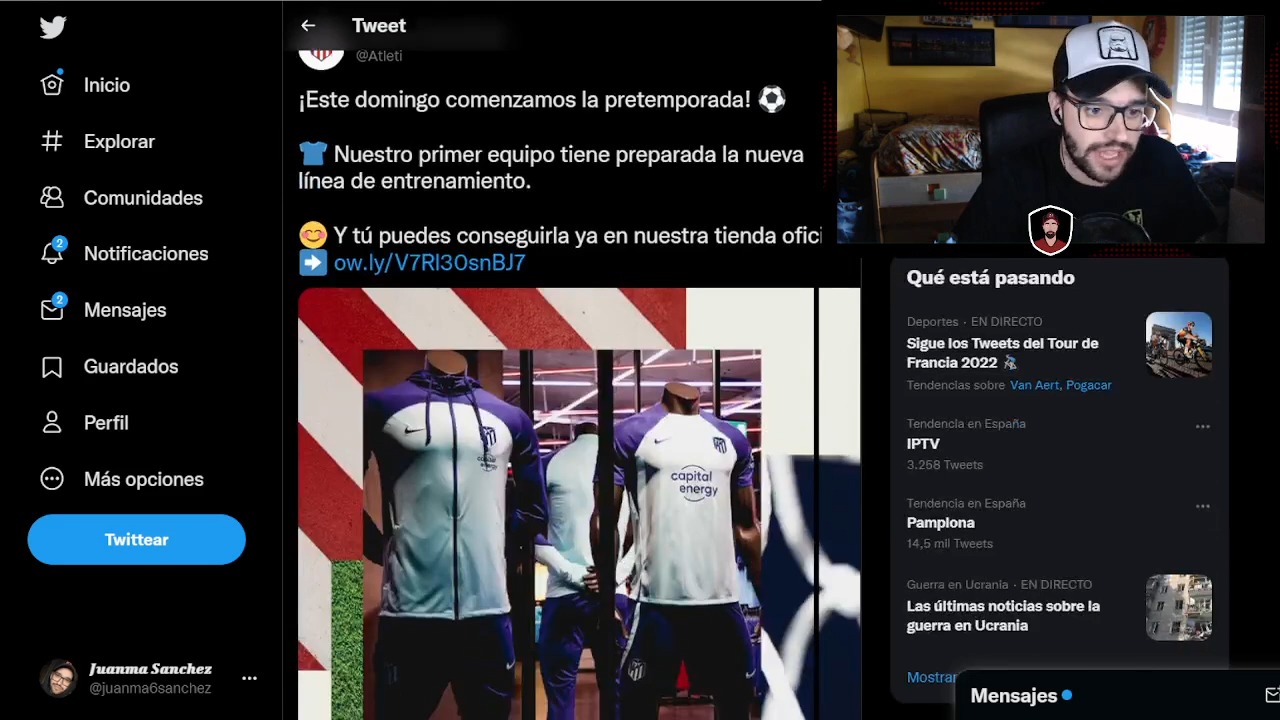 Inicio
Explorar
Comunidades
2
Notificaciones
2
Mensajes
Guardados
Perfil
Más opciones
Twittear
Juanma Sanchez
@juanma6sanchez
Tweet
@Atleti
¡Este domingo comenzamos la pretemporada! ⚽
👕 Nuestro primer equipo tiene preparada la nueva
línea de entrenamiento.
😊 Y tú puedes conseguirla ya en nuestra tienda ofici
➡️ ow.ly/V7RI30snBJ7
capital
energy
Qué está pasando
Deportes · EN DIRECTO
Sigue los Tweets del Tour de
Francia 2022 🚴
Tendencias sobre Van Aert, Pogacar
Tendencia en España
IPTV
3.258 Tweets
Tendencia en España
Pamplona
14,5 mil Tweets
Guerra en Ucrania · EN DIRECTO
Las últimas noticias sobre la
guerra en Ucrania
Mostrar
Mensajes